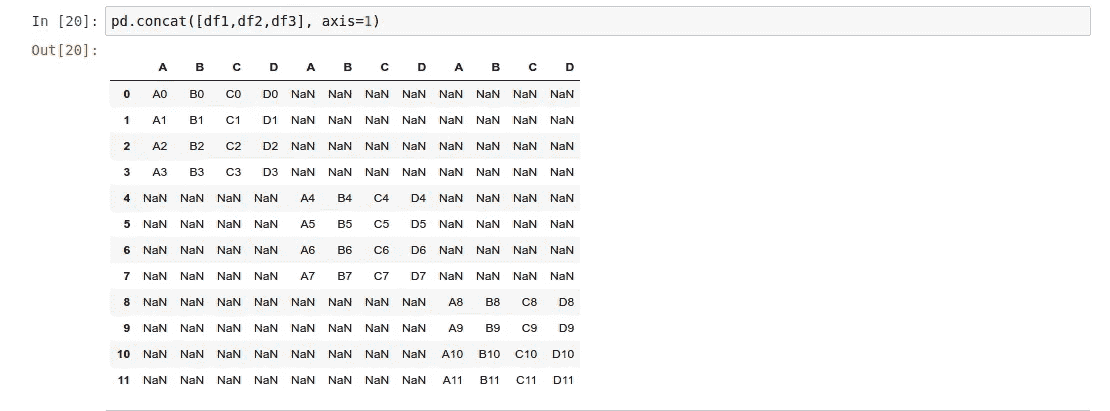 In [20]: pd.concat([df1,df2,df3], axis=1)
Out[20]:
A B C D A B C D A B C D
0 A0 B0 C0 D0 NaN NaN NaN NaN NaN NaN NaN NaN
1 A1 B1 C1 D1 NaN NaN NaN NaN NaN NaN NaN NaN
2 A2 B2 C2 D2 NaN NaN NaN NaN NaN NaN NaN NaN
3 A3 B3 C3 D3 NaN NaN NaN NaN NaN NaN NaN NaN
4 NaN NaN NaN NaN A4 B4 C4 D4 NaN NaN NaN NaN
5 NaN NaN NaN NaN A5 B5 C5 D5 NaN NaN NaN NaN
6 NaN NaN NaN NaN A6 B6 C6 D6 NaN NaN NaN NaN
7 NaN NaN NaN NaN A7 B7 C7 D7 NaN NaN NaN NaN
8 NaN NaN NaN NaN NaN NaN NaN NaN A8 B8 C8 D8
9 NaN NaN NaN NaN NaN NaN NaN NaN A9 B9 C9 D9
10 NaN NaN NaN NaN NaN NaN NaN NaN A10 B10 C10 D10
11 NaN NaN NaN NaN NaN NaN NaN NaN A11 B11 C11 D11